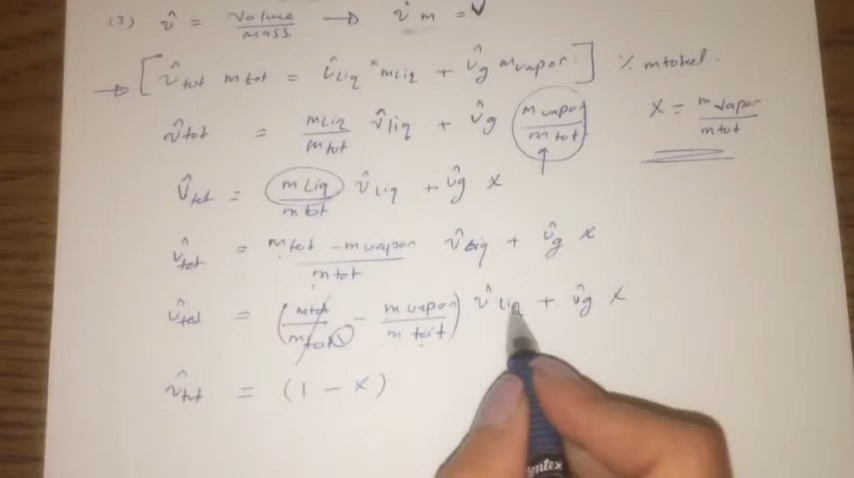 (3) v̂ = Volume/mass → v̂ m = V
→ [ v̂tot mtot = v̂Liq * mLiq + v̂g mvapor ] % mtotal.
v̂tot = mLiq/mtot v̂liq + v̂g mvapor/mtot x = mvapor/mtot
v̂tot = mLiq/mtot v̂Liq + v̂g x
v̂tot = mtot - mvapor/mtot v̂Liq + v̂g x
v̂tot = (mtot/mtot 1 - mvapor/mtot) v̂Liq + v̂g x
v̂tot = (1 - x)